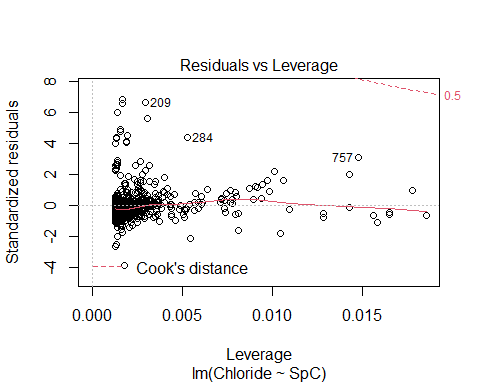 Residuals vs Leverage
Standardized residuals
8
6
4
2
0
-2
-4
209
284
757
0.5
Cook's distance
0.000 0.005 0.010 0.015
Leverage
lm(Chloride ~ SpC)